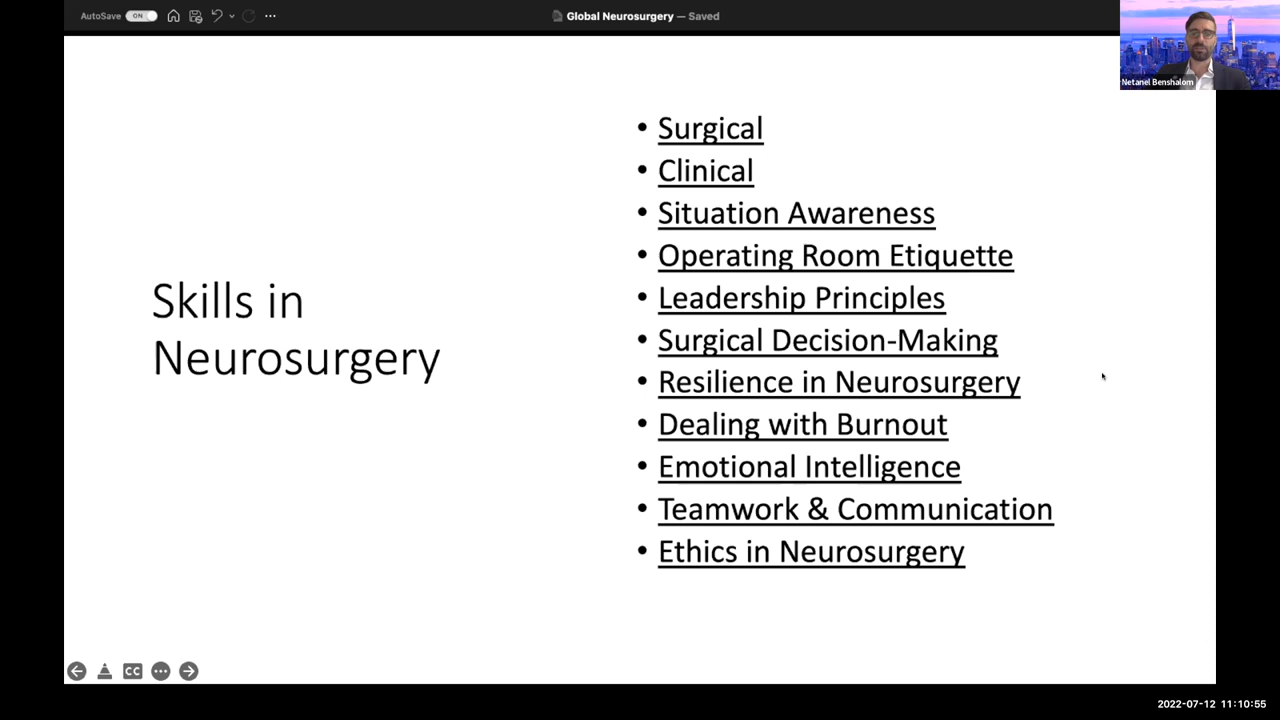 AutoSave ON
Global Neurosurgery — Saved
Netanel Benshalom
Skills in
Neurosurgery
• Surgical
• Clinical
• Situation Awareness
• Operating Room Etiquette
• Leadership Principles
• Surgical Decision-Making
• Resilience in Neurosurgery
• Dealing with Burnout
• Emotional Intelligence
• Teamwork & Communication
• Ethics in Neurosurgery
CC
2022-07-12 11:10:55